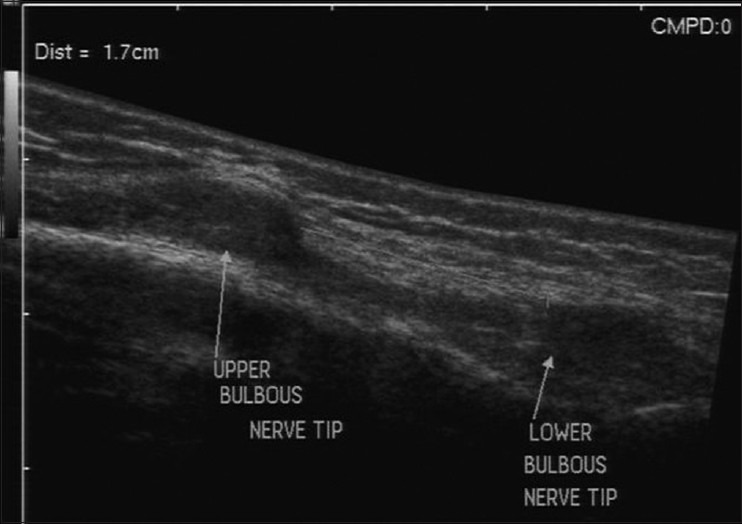 CMPD:0
Dist = 1.7cm
UPPER
BULBOUS
NERVE TIP
LOWER
BULBOUS
NERVE TIP